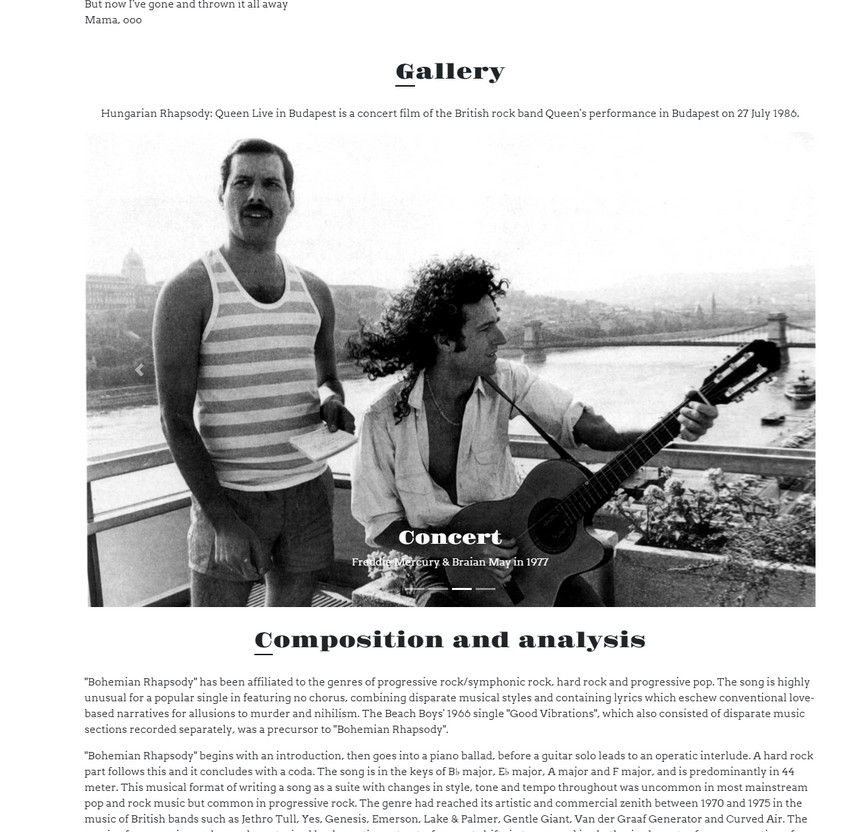 But now I've gone and thrown it all away
Mama, ooo
Gallery
Hungarian Rhapsody: Queen Live in Budapest is a concert film of the British rock band Queen's performance in Budapest on 27 July 1986.
Concert
Freddie Mercury & Braian May in 1977
Composition and analysis
"Bohemian Rhapsody" has been affiliated to the genres of progressive rock/symphonic rock, hard rock and progressive pop. The song is highly
unusual for a popular single in featuring no chorus, combining disparate musical styles and containing lyrics which eschew conventional love-
based narratives for allusions to murder and nihilism. The Beach Boys' 1966 single "Good Vibrations", which also consisted of disparate music
sections recorded separately, was a precursor to "Bohemian Rhapsody".
"Bohemian Rhapsody" begins with an introduction, then goes into a piano ballad, before a guitar solo leads to an operatic interlude. A hard rock
part follows this and it concludes with a coda. The song is in the keys of B♭ major, E♭ major, A major and F major, and is predominantly in 44
meter. This musical format of writing a song as a suite with changes in style, tone and tempo throughout was uncommon in most mainstream
pop and rock music but common in progressive rock. The genre had reached its artistic and commercial zenith between 1970 and 1975 in the
music of British bands such as Jethro Tull, Yes, Genesis, Emerson, Lake & Palmer, Gentle Giant, Van der Graaf Generator and Curved Air. The